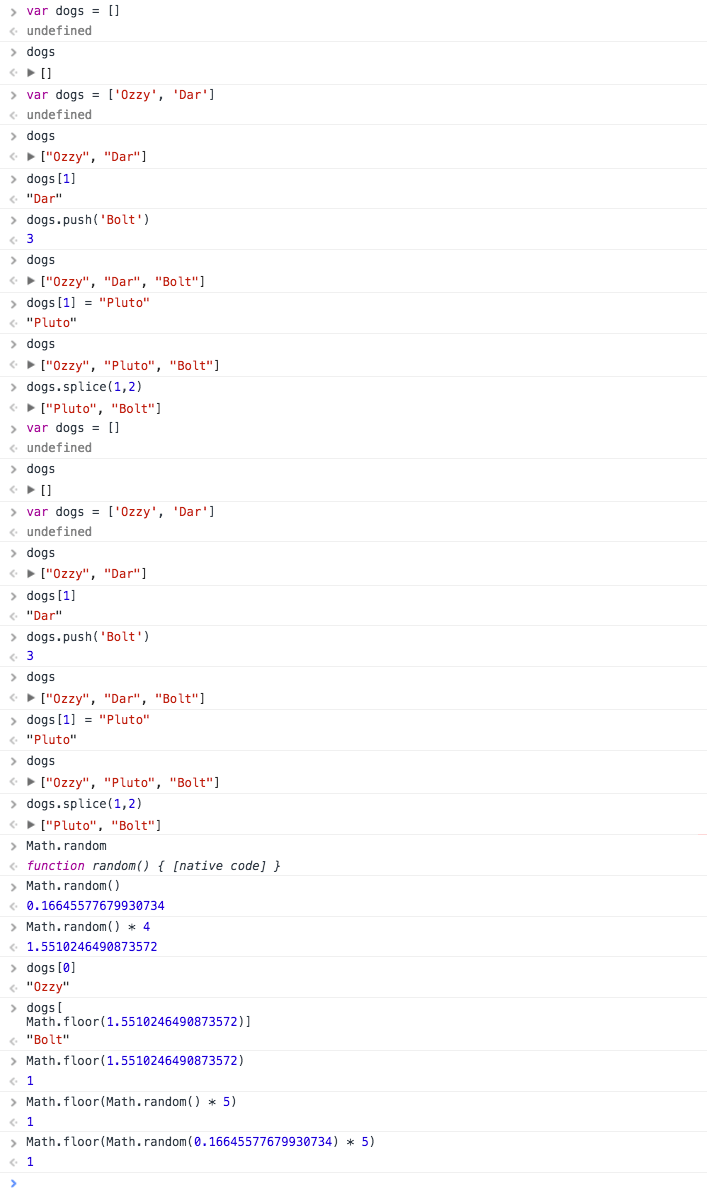 var dogs = []
undefined
dogs
[]
var dogs = ['Ozzy', 'Dar']
undefined
dogs
["Ozzy", "Dar"]
dogs[1]
"Dar"
dogs.push('Bolt')
3
dogs
["Ozzy", "Dar", "Bolt"]
dogs[1] = "Pluto"
"Pluto"
dogs
["Ozzy", "Pluto", "Bolt"]
dogs.splice(1,2)
["Pluto", "Bolt"]
var dogs = []
undefined
dogs
[]
var dogs = ['Ozzy', 'Dar']
undefined
dogs
["Ozzy", "Dar"]
dogs[1]
"Dar"
dogs.push('Bolt')
3
dogs
["Ozzy", "Dar", "Bolt"]
dogs[1] = "Pluto"
"Pluto"
dogs
["Ozzy", "Pluto", "Bolt"]
dogs.splice(1,2)
["Pluto", "Bolt"]
Math.random
function random() { [native code] }
Math.random()
0.16645577679930734
Math.random() * 4
1.5510246490873572
dogs[0]
"Ozzy"
dogs[
Math.floor(1.5510246490873572)]
"Bolt"
Math.floor(1.5510246490873572)
1
Math.floor(Math.random() * 5)
1
Math.floor(Math.random(0.16645577679930734) * 5)
1